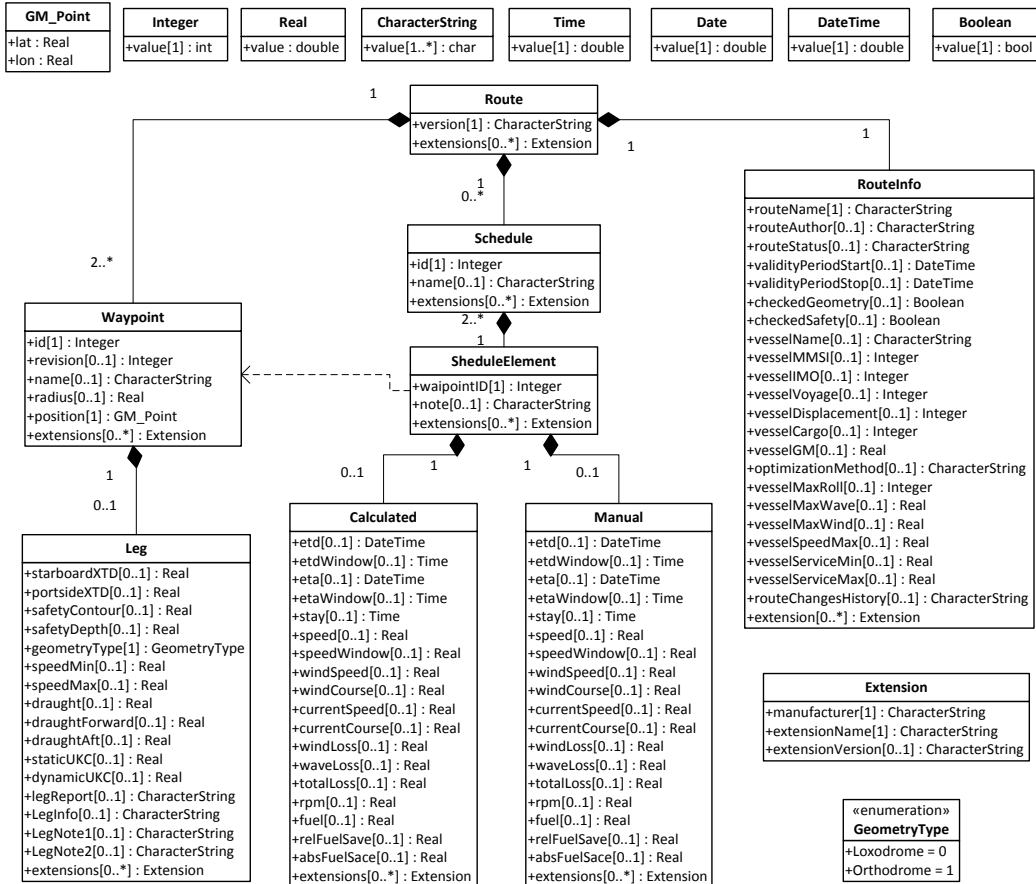 GM_Point
+lat : Real
+lon : Real
Integer
+value[1] : int
Real
+value : double
CharacterString
+value[1..*] : char
Time
+value[1] : double
Date
+value[1] : double
DateTime
+value[1] : double
Boolean
+value[1] : bool
Route
+version[1] : CharacterString
+extensions[0..*] : Extension
1
1
1
1
0..*
2..*
RouteInfo
+routeName[1] : CharacterString
+routeAuthor[0..1] : CharacterString
+routeStatus[0..1] : CharacterString
+validityPeriodStart[0..1] : DateTime
+validityPeriodStop[0..1] : DateTime
+checkedGeometry[0..1] : Boolean
+checkedSafety[0..1] : Boolean
+vesselName[0..1] : CharacterString
+vesselMMSI[0..1] : Integer
+vesselIMO[0..1] : Integer
+vesselVoyage[0..1] : Integer
+vesselDisplacement[0..1] : Integer
+vesselCargo[0..1] : Integer
+vesselGM[0..1] : Real
+optimizationMethod[0..1] : CharacterString
+vesselMaxRoll[0..1] : Integer
+vesselMaxWave[0..1] : Real
+vesselMaxWind[0..1] : Real
+vesselSpeedMax[0..1] : Real
+vesselServiceMin[0..1] : Real
+vesselServiceMax[0..1] : Real
+routeChangesHistory[0..1] : CharacterString
+extension[0..*] : Extension
Schedule
+id[1] : Integer
+name[0..1] : CharacterString
+extensions[0..*] : Extension
2..*
1
Waypoint
+id[1] : Integer
+revision[0..1] : Integer
+name[0..1] : CharacterString
+radius[0..1] : Real
+position[1] : GM_Point
+extensions[0..*] : Extension
1
0..1
SheduleElement
+waipointID[1] : Integer
+note[0..1] : CharacterString
+extensions[0..*] : Extension
0..1
1
1
0..1
Leg
+starboardXTD[0..1] : Real
+portsideXTD[0..1] : Real
+safetyContour[0..1] : Real
+safetyDepth[0..1] : Real
+geometryType[1] : GeometryType
+speedMin[0..1] : Real
+speedMax[0..1] : Real
+draught[0..1] : Real
+draughtForward[0..1] : Real
+draughtAft[0..1] : Real
+staticUKC[0..1] : Real
+dynamicUKC[0..1] : Real
+legReport[0..1] : CharacterString
+LegInfo[0..1] : CharacterString
+LegNote1[0..1] : CharacterString
+LegNote2[0..1] : CharacterString
+extensions[0..*] : Extension
Calculated
+etd[0..1] : DateTime
+etdWindow[0..1] : Time
+eta[0..1] : DateTime
+etaWindow[0..1] : Time
+stay[0..1] : Time
+speed[0..1] : Real
+speedWindow[0..1] : Real
+windSpeed[0..1] : Real
+windCourse[0..1] : Real
+currentSpeed[0..1] : Real
+currentCourse[0..1] : Real
+windLoss[0..1] : Real
+waveLoss[0..1] : Real
+totalLoss[0..1] : Real
+rpm[0..1] : Real
+fuel[0..1] : Real
+relFuelSave[0..1] : Real
+absFuelSace[0..1] : Real
+extensions[0..*] : Extension
Manual
+etd[0..1] : DateTime
+etdWindow[0..1] : Time
+eta[0..1] : DateTime
+etaWindow[0..1] : Time
+stay[0..1] : Time
+speed[0..1] : Real
+speedWindow[0..1] : Real
+windSpeed[0..1] : Real
+windCourse[0..1] : Real
+currentSpeed[0..1] : Real
+currentCourse[0..1] : Real
+windLoss[0..1] : Real
+waveLoss[0..1] : Real
+totalLoss[0..1] : Real
+rpm[0..1] : Real
+fuel[0..1] : Real
+relFuelSave[0..1] : Real
+absFuelSace[0..1] : Real
+extensions[0..*] : Extension
Extension
+manufacturer[1] : CharacterString
+extensionName[1] : CharacterString
+extensionVersion[0..1] : CharacterString
«enumeration»
GeometryType
+Loxodrome = 0
+Orthodrome = 1